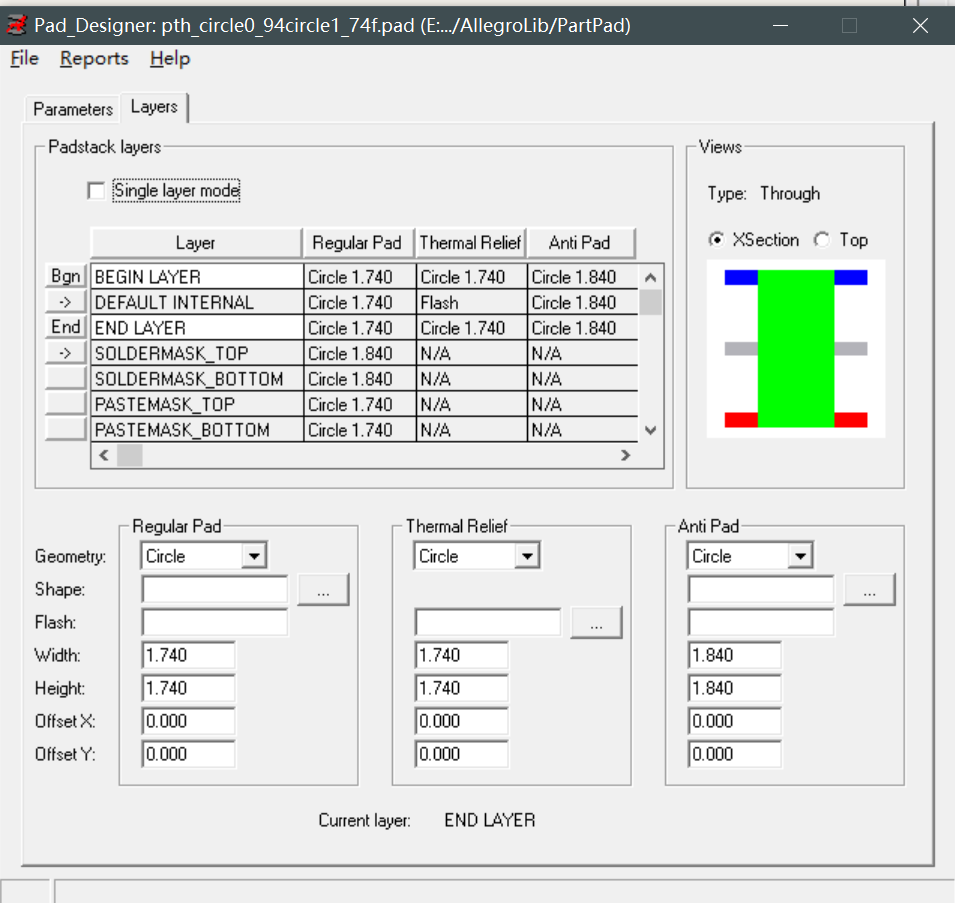 Pad_Designer: pth_circle0_94circle1_74f.pad (E:.../AllegroLib/PartPad)
File Reports Help
Parameters Layers
Padstack layers
Single layer mode
Layer Regular Pad Thermal Relief Anti Pad
Bgn BEGIN LAYER Circle 1.740 Circle 1.740 Circle 1.840
-> DEFAULT INTERNAL Circle 1.740 Flash Circle 1.840
End END LAYER Circle 1.740 Circle 1.740 Circle 1.840
-> SOLDERMASK_TOP Circle 1.840 N/A N/A
SOLDERMASK_BOTTOM Circle 1.840 N/A N/A
PASTEMASK_TOP Circle 1.740 N/A N/A
PASTEMASK_BOTTOM Circle 1.740 N/A N/A
Views
Type: Through
XSection Top
Regular Pad Thermal Relief Anti Pad
Geometry: Circle Circle Circle
Shape: ... ...
Flash: ...
Width: 1.740 1.740 1.840
Height: 1.740 1.740 1.840
Offset X: 0.000 0.000 0.000
Offset Y: 0.000 0.000 0.000
Current layer: END LAYER